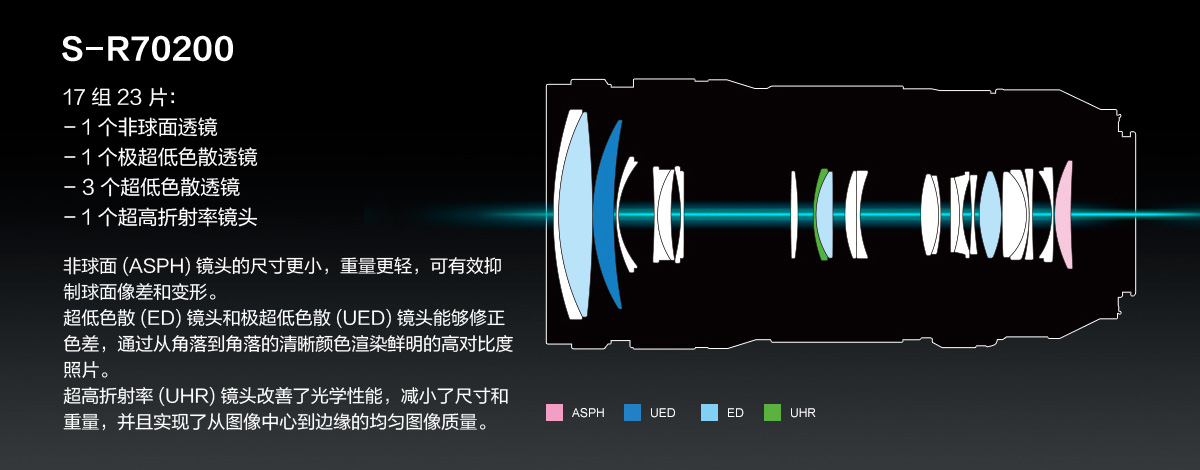 S-R70200
17 组 23 片：
- 1 个非球面透镜
- 1 个极超低色散透镜
- 3 个超低色散透镜
- 1 个超高折射率镜头
非球面 (ASPH) 镜头的尺寸更小，重量更轻，可有效抑
制球面像差和变形。
超低色散 (ED) 镜头和极超低色散 (UED) 镜头能够修正
色差，通过从角落到角落的清晰颜色渲染鲜明的高对比度
照片。
超高折射率 (UHR) 镜头改善了光学性能，减小了尺寸和
重量，并且实现了从图像中心到边缘的均匀图像质量。
ASPH UED ED UHR